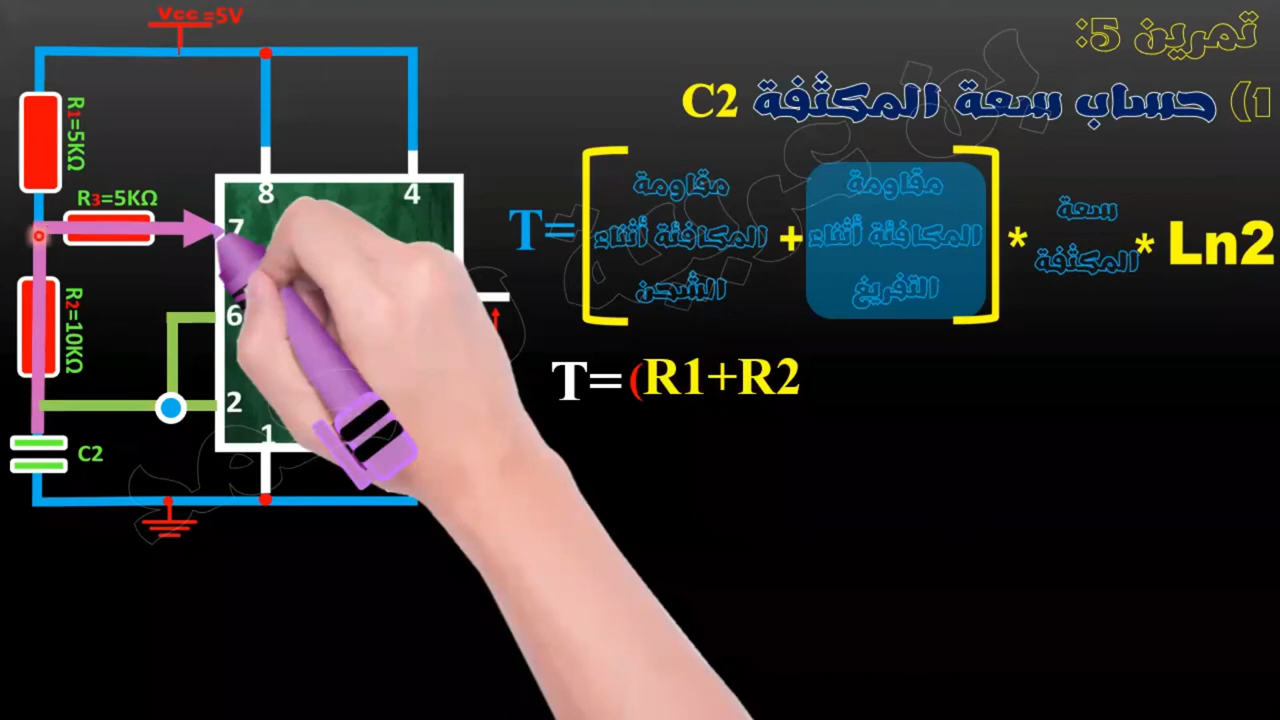 تمرين 5:
1) حساب سعة المكثفة C2
T= [ مقاومة المكافئة أثناء الشحن + مقاومة المكافئة أثناء التفريغ ] * سعة المكثفة * Ln2
T=(R1+R2
Vcc=5V
R1=5KΩ
R3=5KΩ
R2=10KΩ
C2
8
4
7
6
2
1